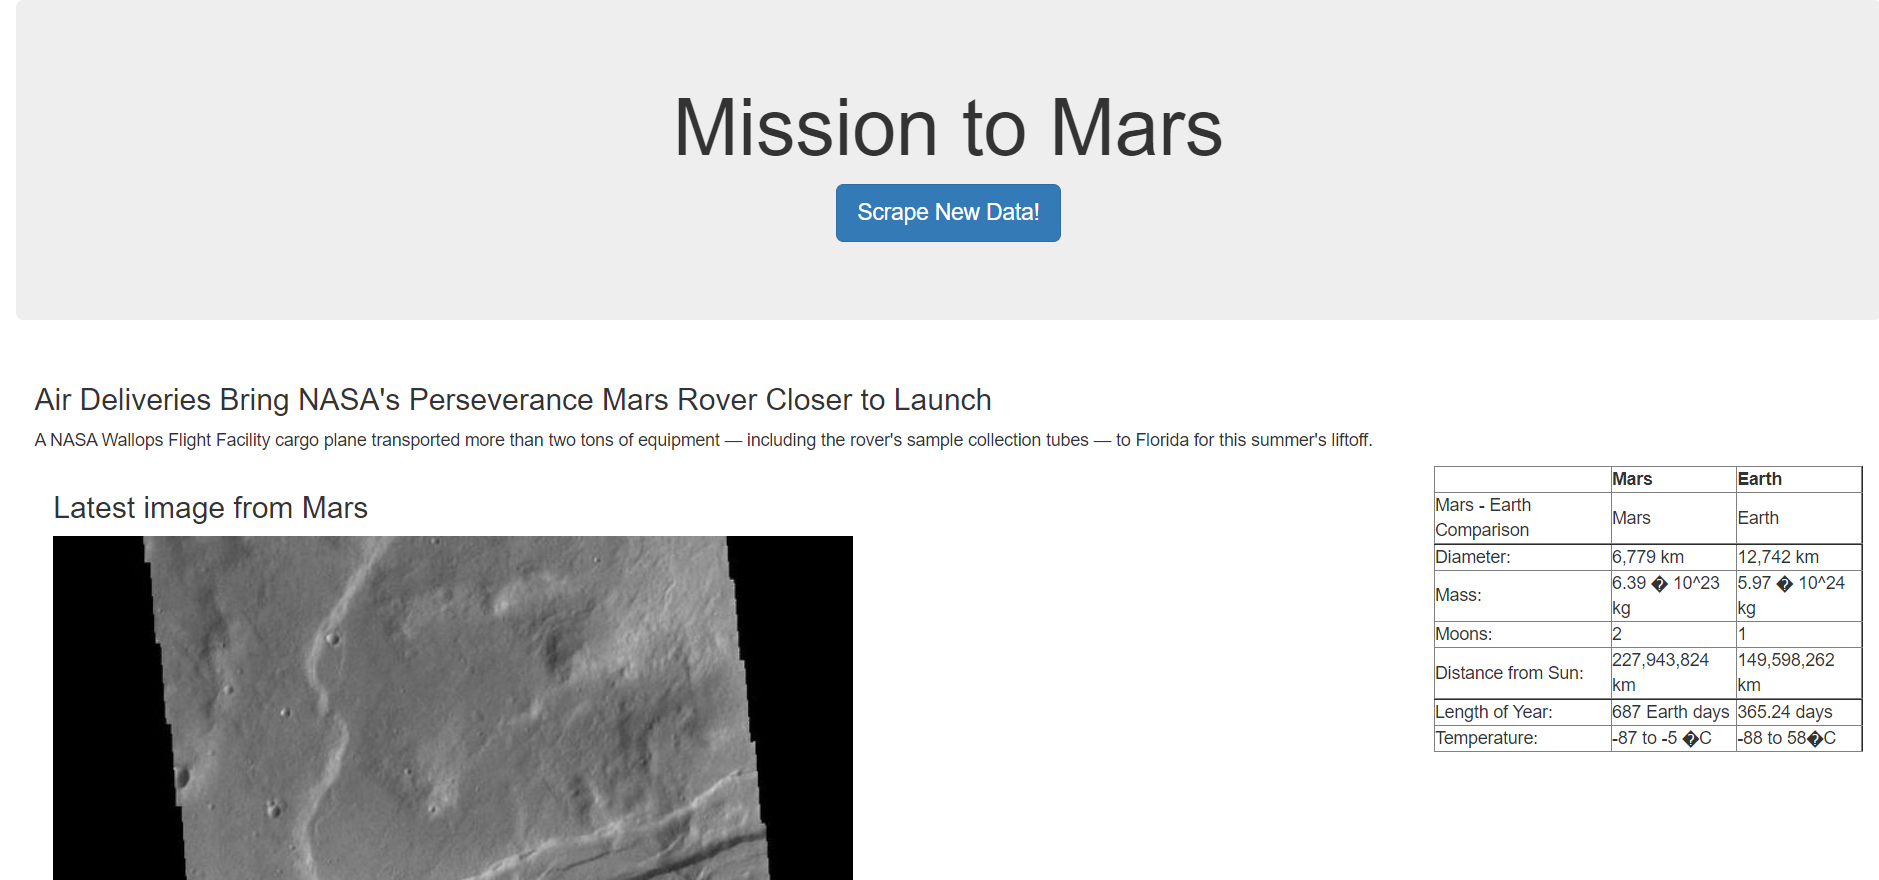 Mission to Mars
Scrape New Data!
Air Deliveries Bring NASA's Perseverance Mars Rover Closer to Launch
A NASA Wallops Flight Facility cargo plane transported more than two tons of equipment — including the rover's sample collection tubes — to Florida for this summer's liftoff.
Latest image from Mars
Mars Earth
Mars - Earth Comparison Mars Earth
Diameter: 6,779 km 12,742 km
Mass: 6.39 � 10^23 kg 5.97 � 10^24 kg
Moons: 2 1
Distance from Sun: 227,943,824 km 149,598,262 km
Length of Year: 687 Earth days 365.24 days
Temperature: -87 to -5 �C -88 to 58�C